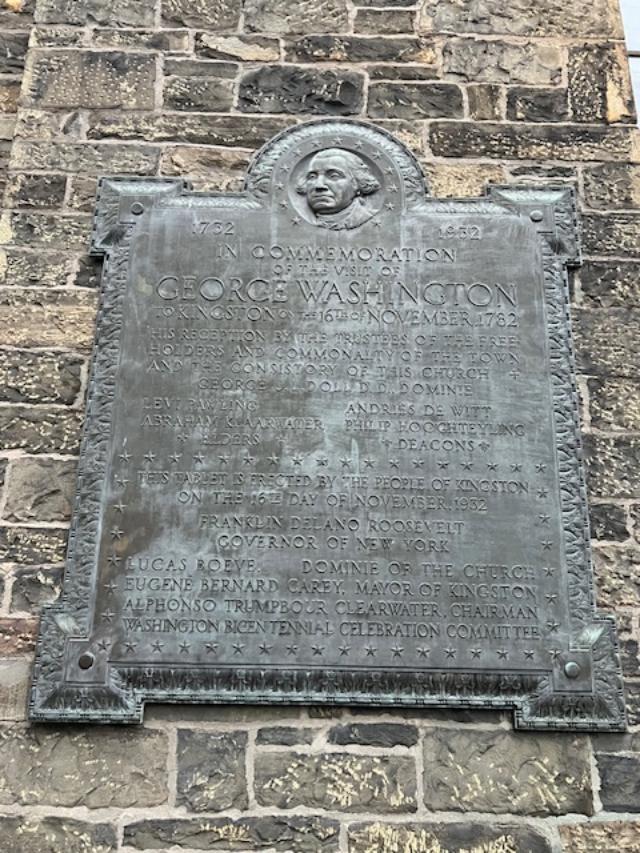 1732 1932
IN COMMEMORATION
OF THE VISIT OF
GEORGE WASHINGTON
TO KINGSTON ON THE 16TH OF NOVEMBER, 1782
HIS RECEPTION BY THE TRUSTEES OF THE FREE-
HOLDERS AND COMMONALTY OF THE TOWN
AND THE CONSISTORY OF THIS CHURCH
GEORGE J.L. DOLL D.D., DOMINIE
LEVI PAWLING ANDRIES DE WITT
ABRAHAM KLAARWATER PHILIP HOOGHTEYLING
ELDERS DEACONS
THIS TABLET IS ERECTED BY THE PEOPLE OF KINGSTON
ON THE 16TH DAY OF NOVEMBER, 1932
FRANKLIN DELANO ROOSEVELT
GOVERNOR OF NEW YORK
LUCAS BOEVE, DOMINIE OF THE CHURCH
EUGENE BERNARD CAREY, MAYOR OF KINGSTON
ALPHONSO TRUMPBOUR CLEARWATER, CHAIRMAN
WASHINGTON BICENTENNIAL CELEBRATION COMMITTEE